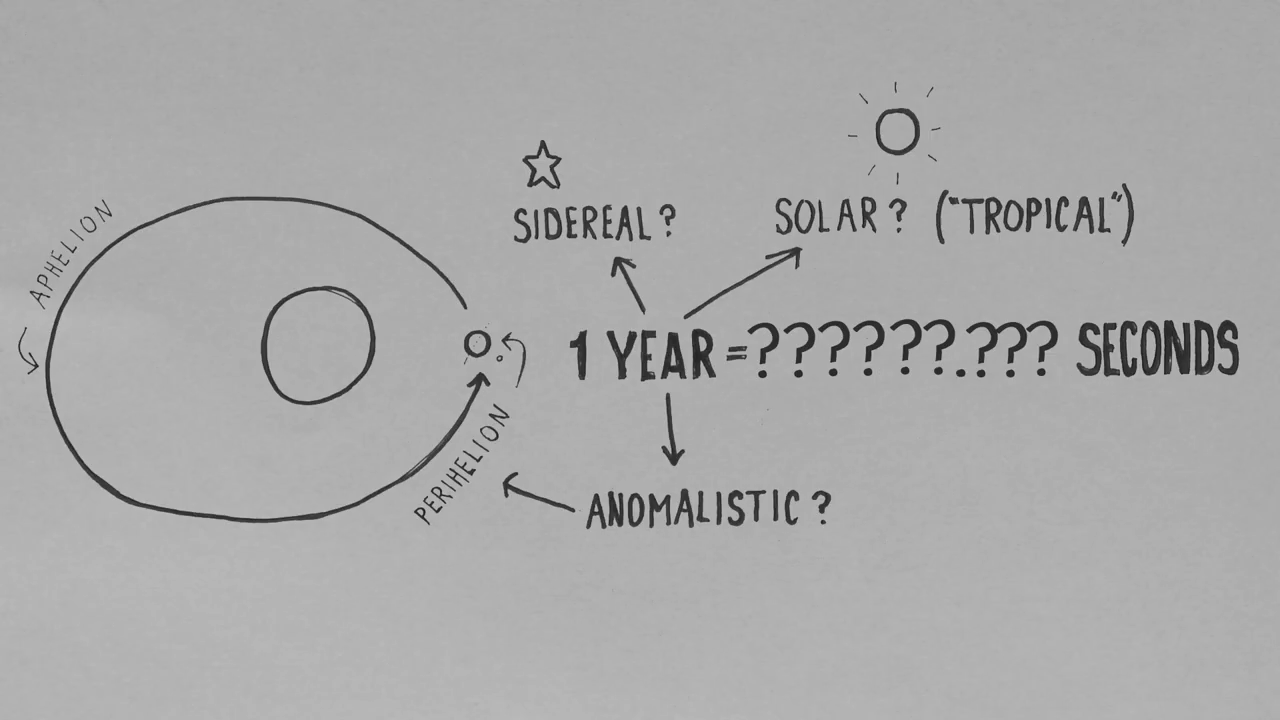 APHELION
SIDEREAL?
SOLAR? ("TROPICAL")
1 YEAR =??????.??? SECONDS
PERIHELION
ANOMALISTIC?